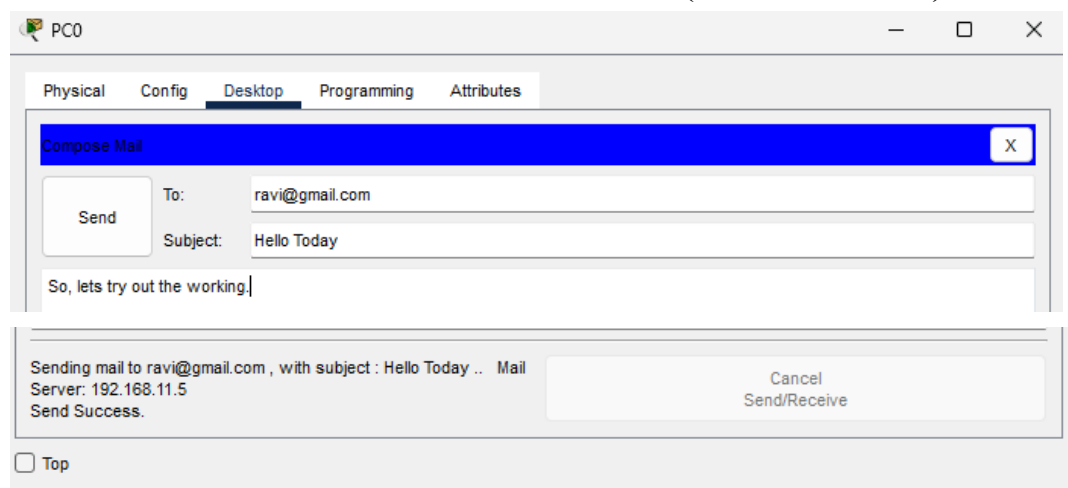 PC0
Physical Config Desktop Programming Attributes
Compose Mail X
Send
To: ravi@gmail.com
Subject: Hello Today
So, lets try out the working.
Sending mail to ravi@gmail.com , with subject : Hello Today .. Mail
Server: 192.168.11.5
Send Success.
Cancel
Send/Receive
Top